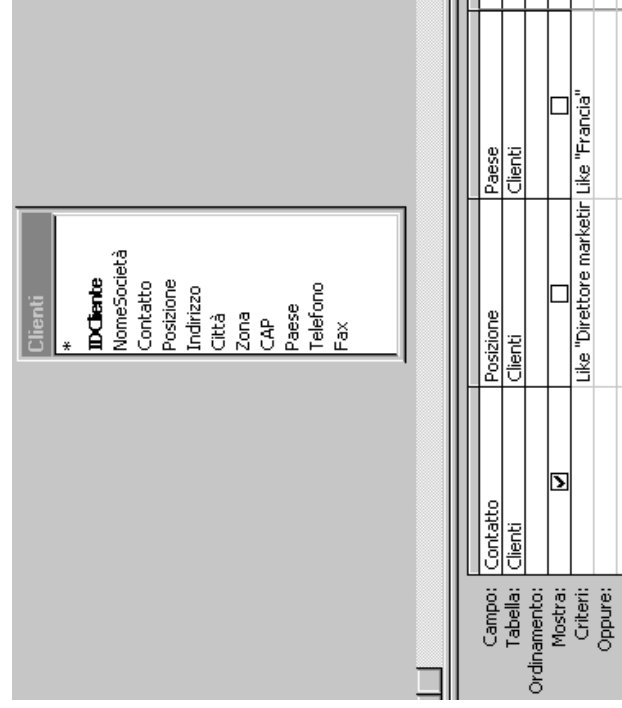 Clienti
*
IDCliente
NomeSocietà
Contatto
Posizione
Indirizzo
Città
Zona
CAP
Paese
Telefono
Fax
Campo: Contatto Posizione Paese
Tabella: Clienti Clienti Clienti
Ordinamento:
Mostra:
Criteri: Like "Direttore marketir Like "Francia"
Oppure: